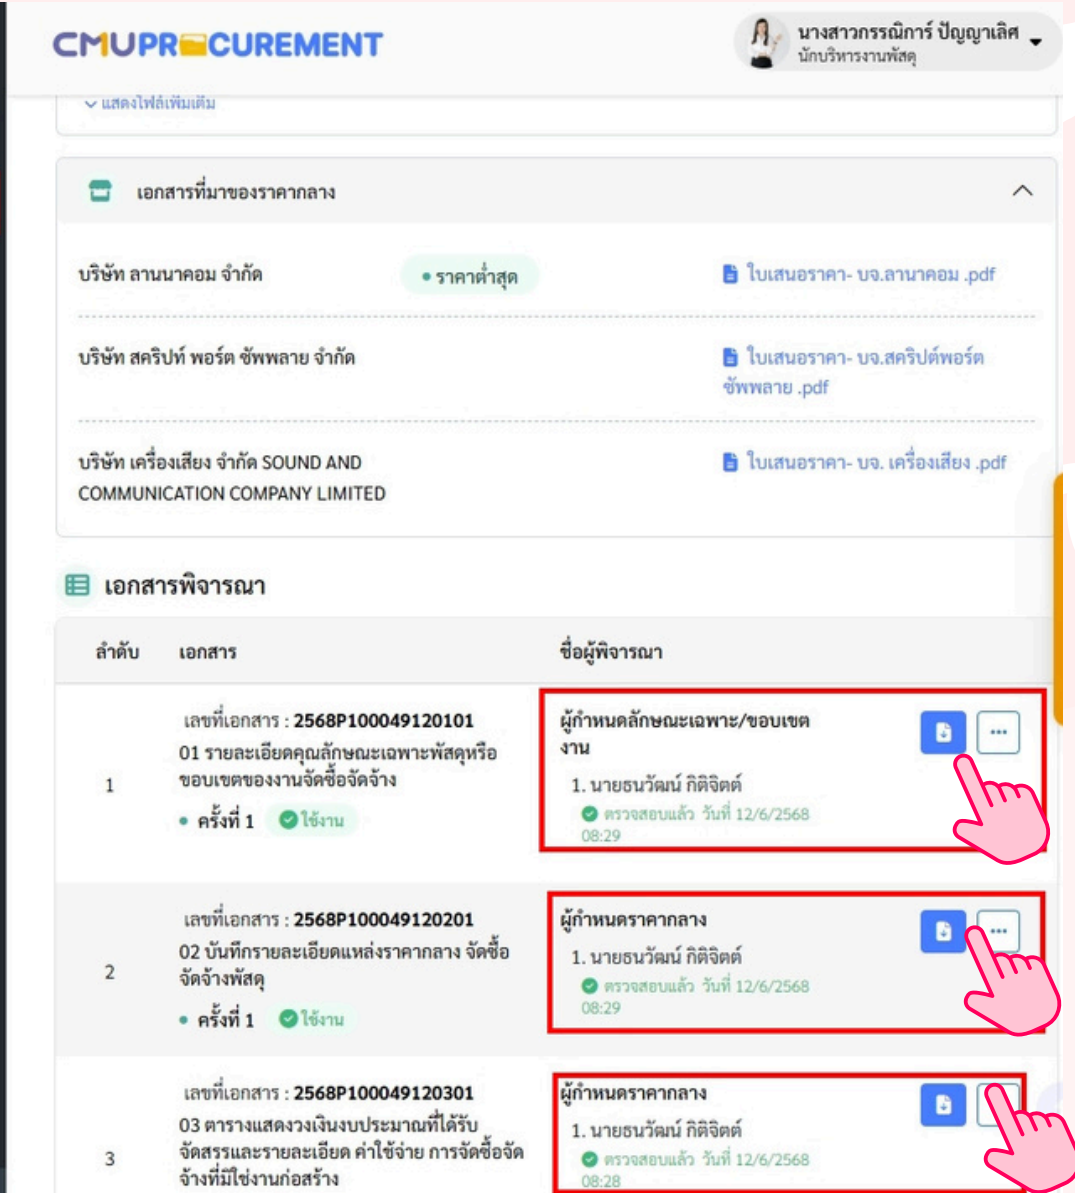 CMUPROCUREMENT
นางสาวกรรณิการ์ ปัญญาเลิศ
นักบริหารงานพัสดุ
แสดงไฟล์เพิ่มเติม
เอกสารที่มาของราคากลาง
บริษัท ลานนาคอม จำกัด
ราคาต่ำสุด
ใบเสนอราคา- บจ.ลานาคอม .pdf
บริษัท สคริปท์ พอร์ต ซัพพลาย จำกัด
ใบเสนอราคา- บจ.สคริปต์พอร์ต
ซัพพลาย .pdf
บริษัท เครื่องเสียง จำกัด SOUND AND
COMMUNICATION COMPANY LIMITED
ใบเสนอราคา- บจ. เครื่องเสียง .pdf
เอกสารพิจารณา
ลำดับ เอกสาร ชื่อผู้พิจารณา
1
เลขที่เอกสาร : 2568P100049120101
01 รายละเอียดคุณลักษณะเฉพาะพัสดุหรือ
ขอบเขตของงานจัดซื้อจัดจ้าง
• ครั้งที่ 1 ใช้งาน
ผู้กำหนดลักษณะเฉพาะ/ขอบเขต
งาน
1. นายธนวัฒน์ กิติจิตต์
ตรวจสอบแล้ว วันที่ 12/6/2568
08:29
2
เลขที่เอกสาร : 2568P100049120201
02 บันทึกรายละเอียดแหล่งราคากลาง จัดซื้อ
จัดจ้างพัสดุ
• ครั้งที่ 1 ใช้งาน
ผู้กำหนดราคากลาง
1. นายธนวัฒน์ กิติจิตต์
ตรวจสอบแล้ว วันที่ 12/6/2568
08:29
3
เลขที่เอกสาร : 2568P100049120301
03 ตารางแสดงวงเงินงบประมาณที่ได้รับ
จัดสรรและรายละเอียด ค่าใช้จ่าย การจัดซื้อจัด
จ้างที่มิใช่งานก่อสร้าง
ผู้กำหนดราคากลาง
1. นายธนวัฒน์ กิติจิตต์
ตรวจสอบแล้ว วันที่ 12/6/2568
08:28